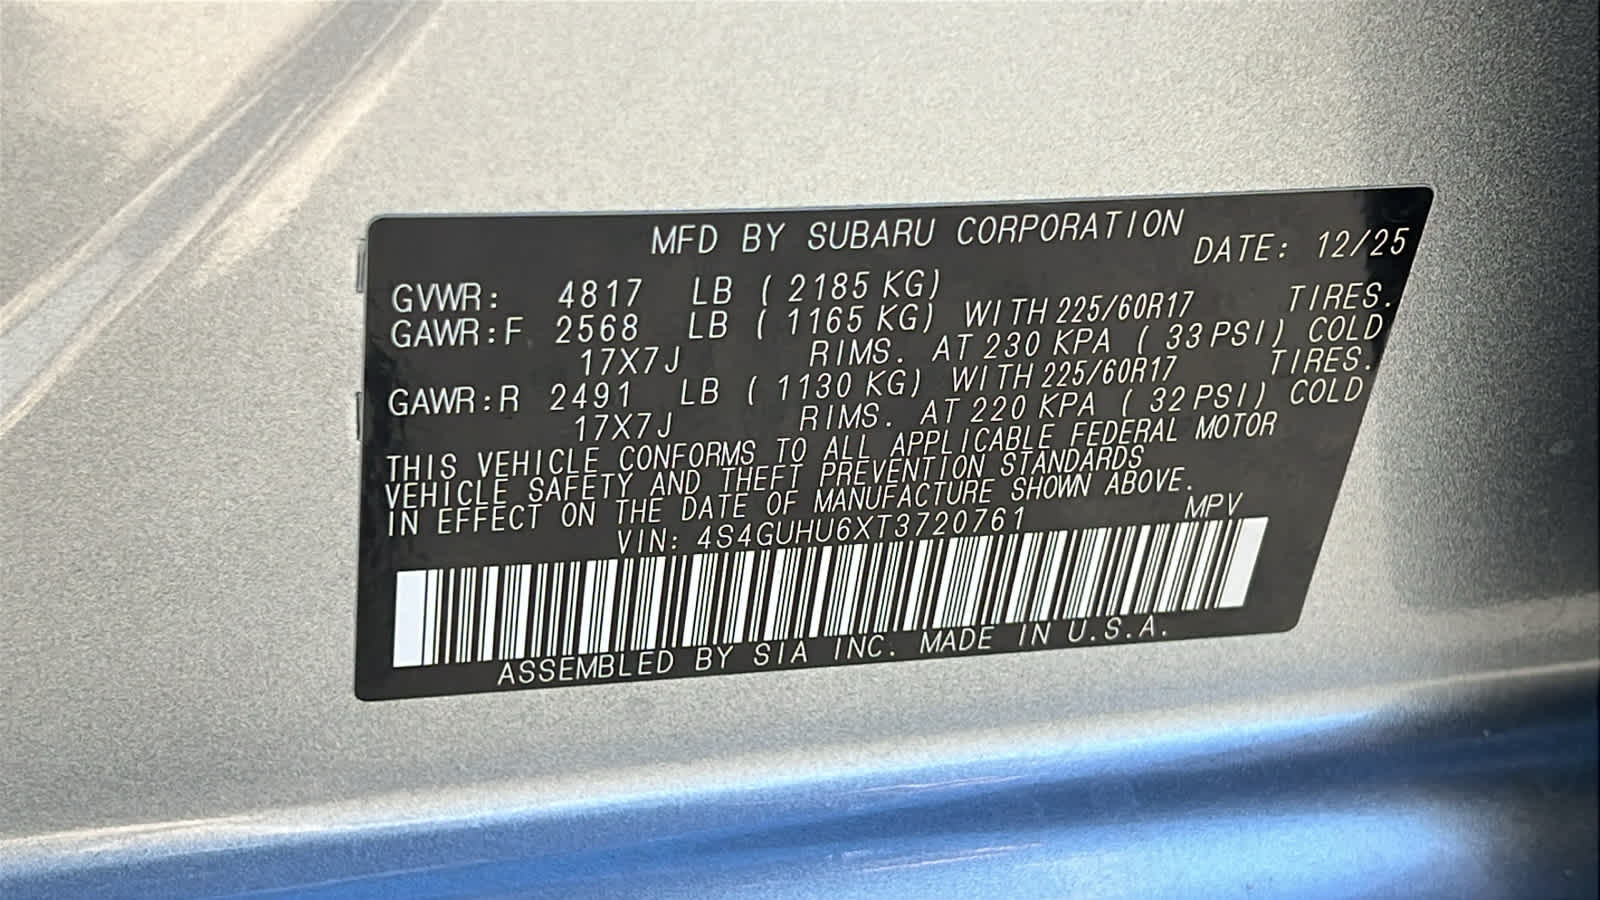 MFD BY SUBARU CORPORATION DATE: 12/25
GVWR: 4817 LB ( 2185 KG)
GAWR:F 2568 LB ( 1165 KG) WITH 225/60R17 TIRES.
17X7J RIMS. AT 230 KPA ( 33 PSI) COLD
GAWR:R 2491 LB ( 1130 KG) WITH 225/60R17 TIRES.
17X7J RIMS. AT 220 KPA ( 32 PSI) COLD
THIS VEHICLE CONFORMS TO ALL APPLICABLE FEDERAL MOTOR
VEHICLE SAFETY AND THEFT PREVENTION STANDARDS
IN EFFECT ON THE DATE OF MANUFACTURE SHOWN ABOVE.
VIN: 4S4GUHU6XT3720761 MPV
ASSEMBLED BY SIA INC. MADE IN U.S.A.